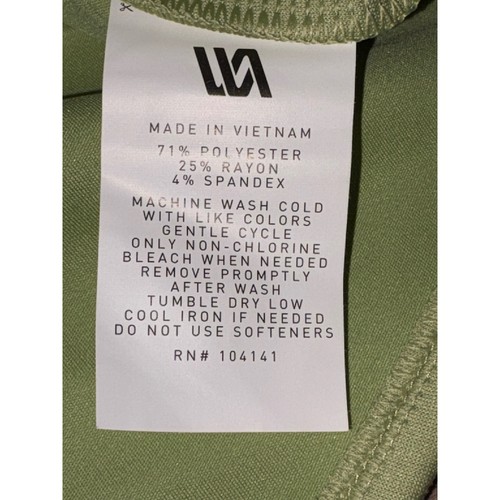 MADE IN VIETNAM
71% POLYESTER
25% RAYON
4% SPANDEX
MACHINE WASH COLD
WITH LIKE COLORS
GENTLE CYCLE
ONLY NON-CHLORINE
BLEACH WHEN NEEDED
REMOVE PROMPTLY
AFTER WASH
TUMBLE DRY LOW
COOL IRON IF NEEDED
DO NOT USE SOFTENERS
RN# 104141